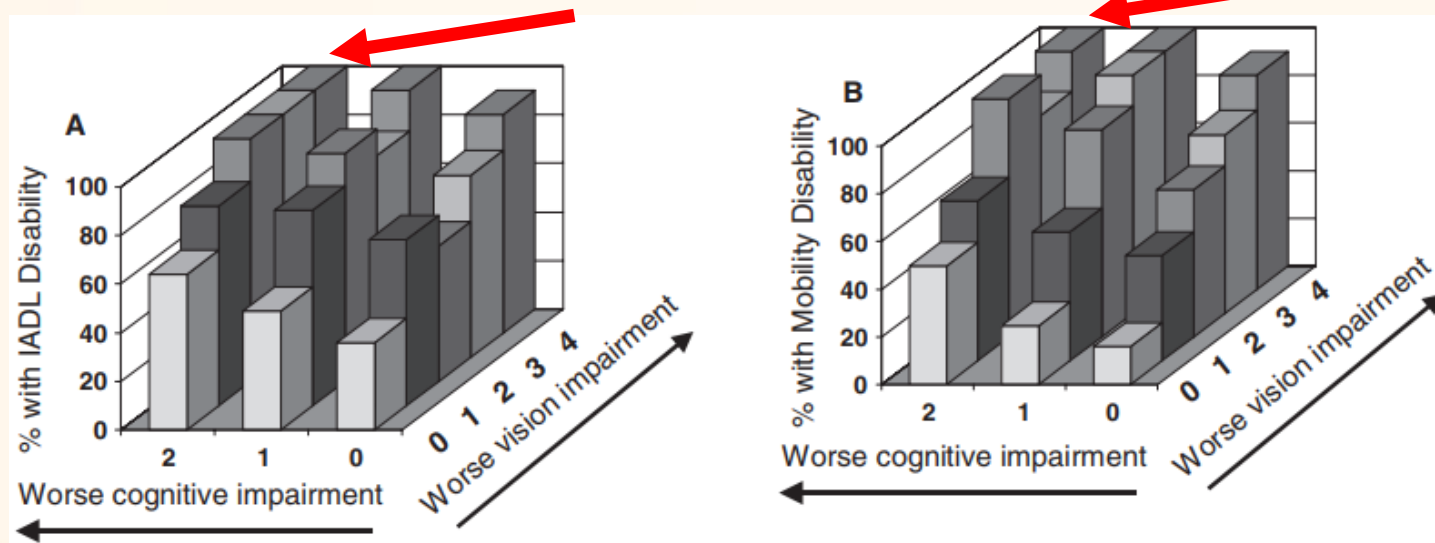 A
% with IADL Disability
100
80
60
40
20
0
2 1 0
0 1 2 3 4
Worse cognitive impairment
Worse vision impairment
B
% with Mobility Disability
100
80
60
40
20
0
2 1 0
0 1 2 3 4
Worse cognitive impairment
Worse vision impairment